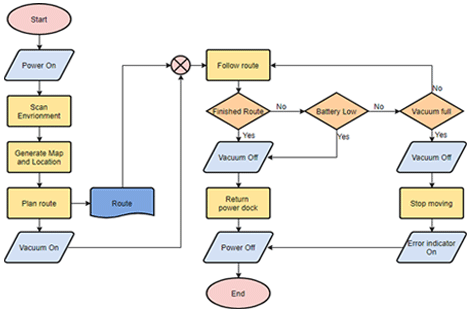 Start
Power On
Scan
Envrionment
Generate Map
and Location
Plan route
Route
Vacuum On
Follow route
Finished Route
No
Battery Low
No
Vacuum full
No
Yes
Yes
Yes
Vacuum Off
Vacuum Off
Return
power dock
Stop moving
Power Off
Error indicator
On
End